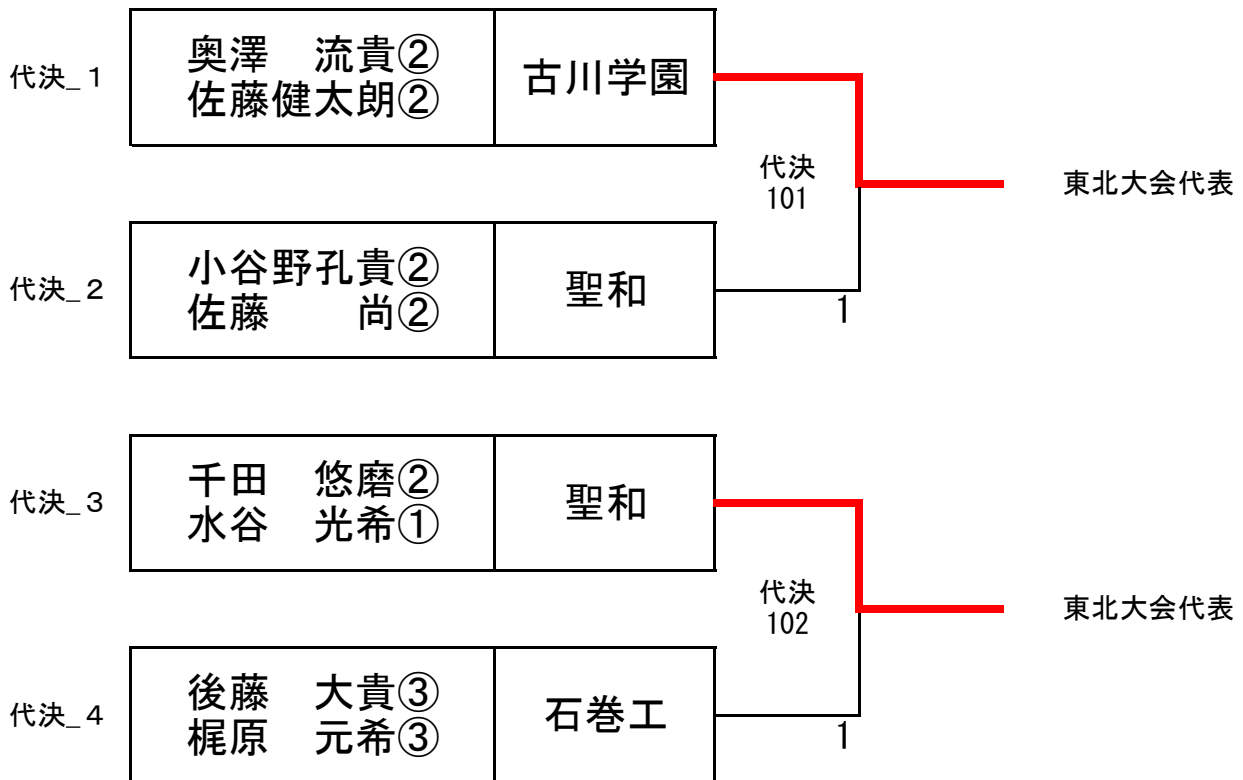 代決_１
奥澤　流貴②
佐藤健太朗②
古川学園
代決
101
東北大会代表
代決_２
小谷野孔貴②
佐藤　　尚②
聖和
1
代決_３
千田　悠磨②
水谷　光希①
聖和
代決
102
東北大会代表
代決_４
後藤　大貴③
梶原　元希③
石巻工
1